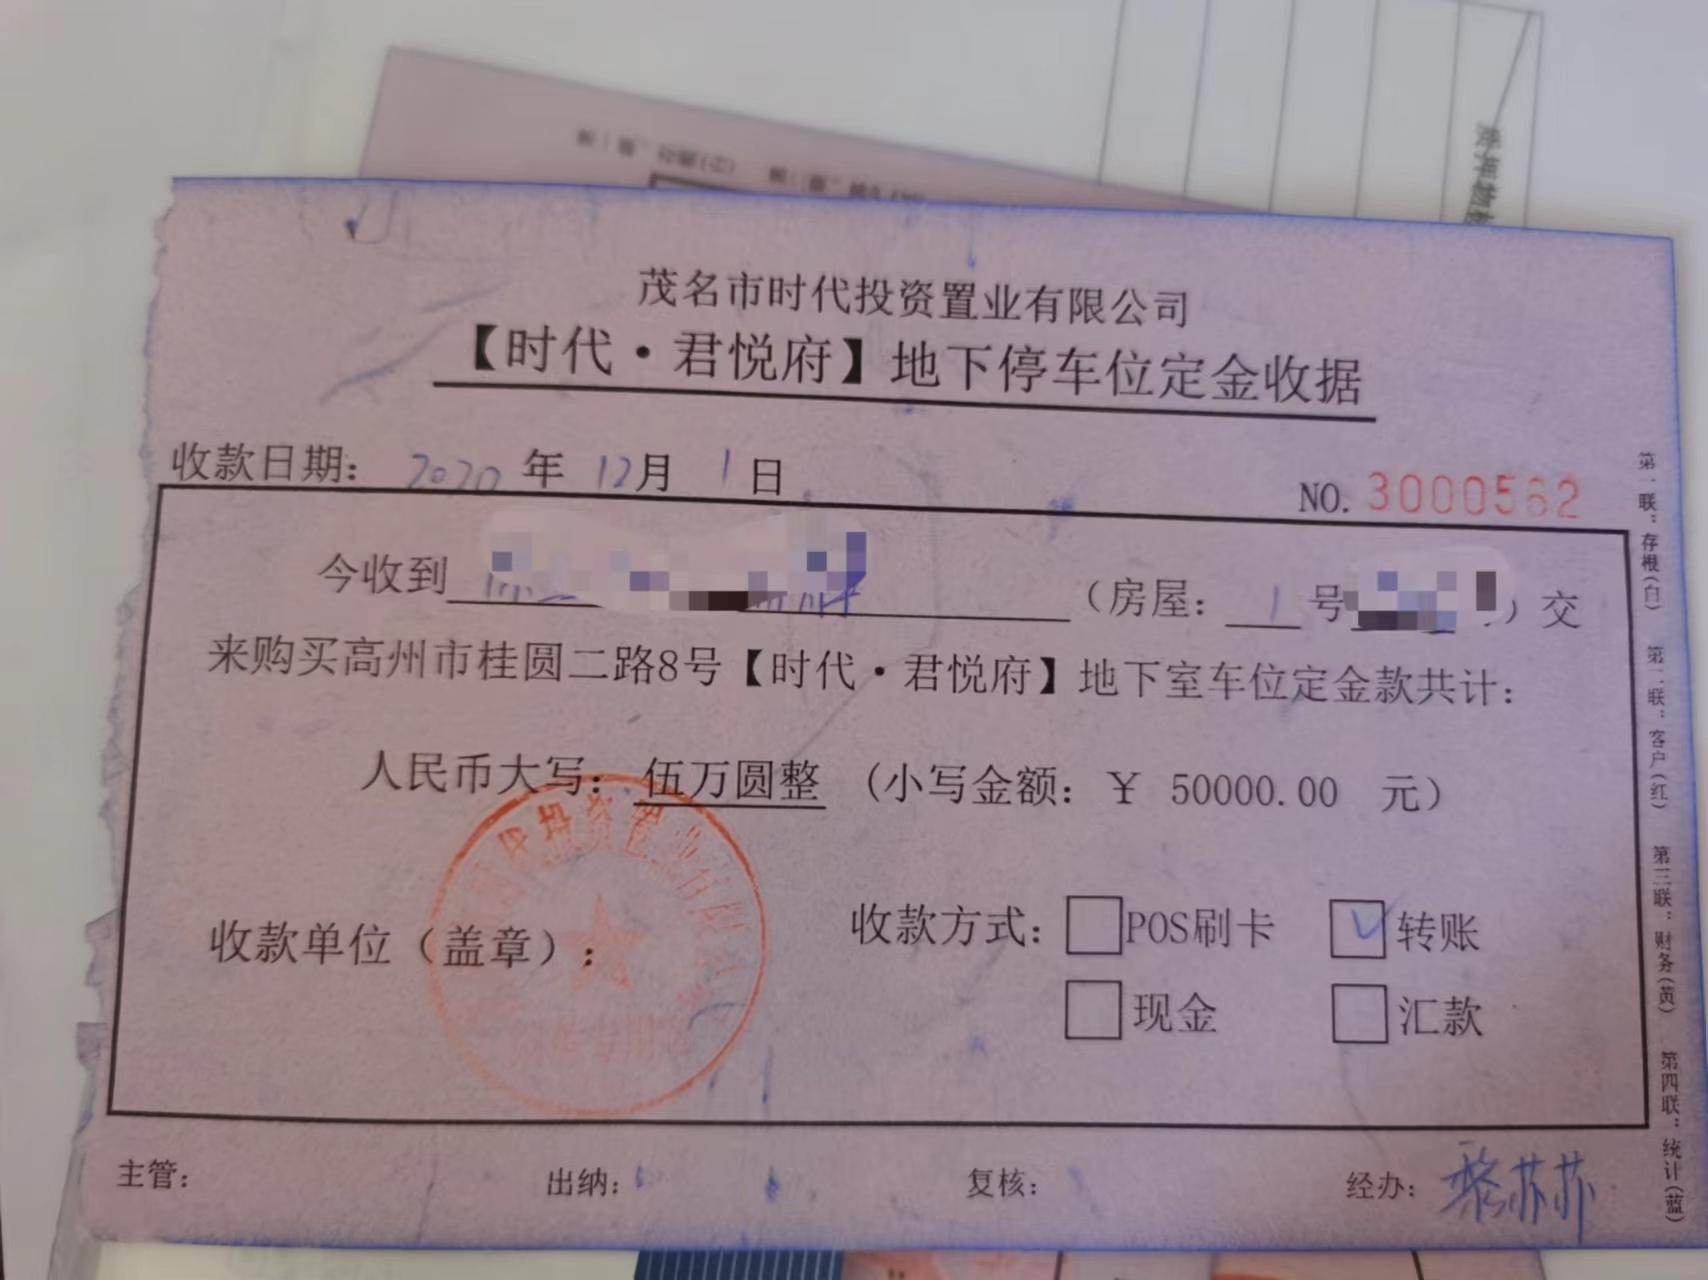 茂名市时代投资置业有限公司
【时代·君悦府】地下停车位定金收据
收款日期： 2020 年 12 月 1 日
NO. 3000562
今收到 （房屋： 1 号 ）交
来购买高州市桂圆二路8号【时代·君悦府】地下室车位定金款共计：
人民币大写：伍万圆整 （小写金额：￥ 50000.00 元）
代投资置业有
收款单位（盖章）：
收款方式： POS刷卡 ✓转账
现金 汇款
主管： 出纳： 复核： 经办：
第一联：存根（白） 第二联：客户（红） 第三联：财务（黄） 第四联：统计（蓝）